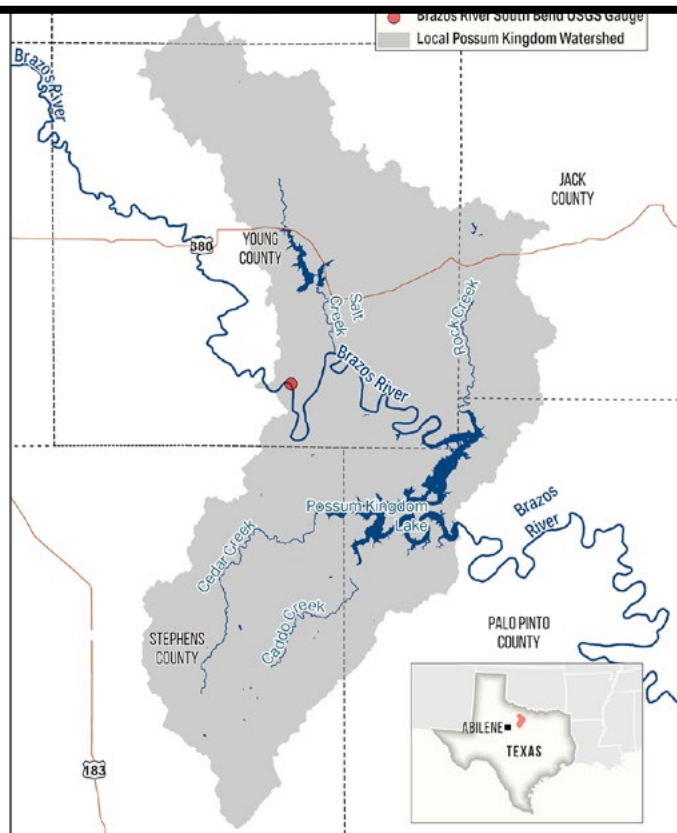 Brazos River South Bend USGS Gauge
Local Possum Kingdom Watershed
Brazos River
JACK
COUNTY
380
YOUNG
COUNTY
Salt
Creek
Rock Creek
Brazos River
Possum Kingdom
Lake
Brazos
River
Cedar Creek
Caddo Creek
STEPHENS
COUNTY
PALO PINTO
COUNTY
183
ABILENE
TEXAS